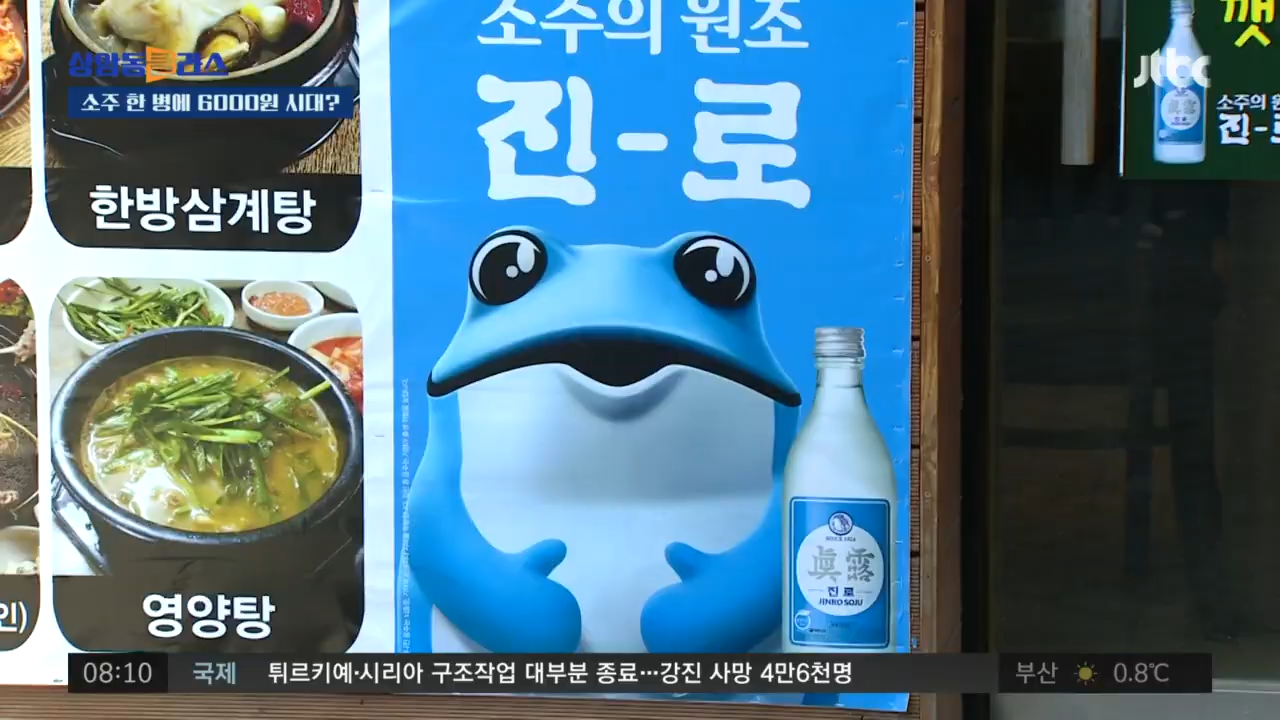 상암동클라스
소주 한 병에 6000원 시대?
한방삼계탕
영양탕
인)
소주의 원조
진-로
SINCE 1924
眞露
진로
JINRO SOJU
깻
jtbc
소주의 원
진-로
08:10
국제
튀르키예·시리아 구조작업 대부분 종료…강진 사망 4만6천명
부산
0.8℃